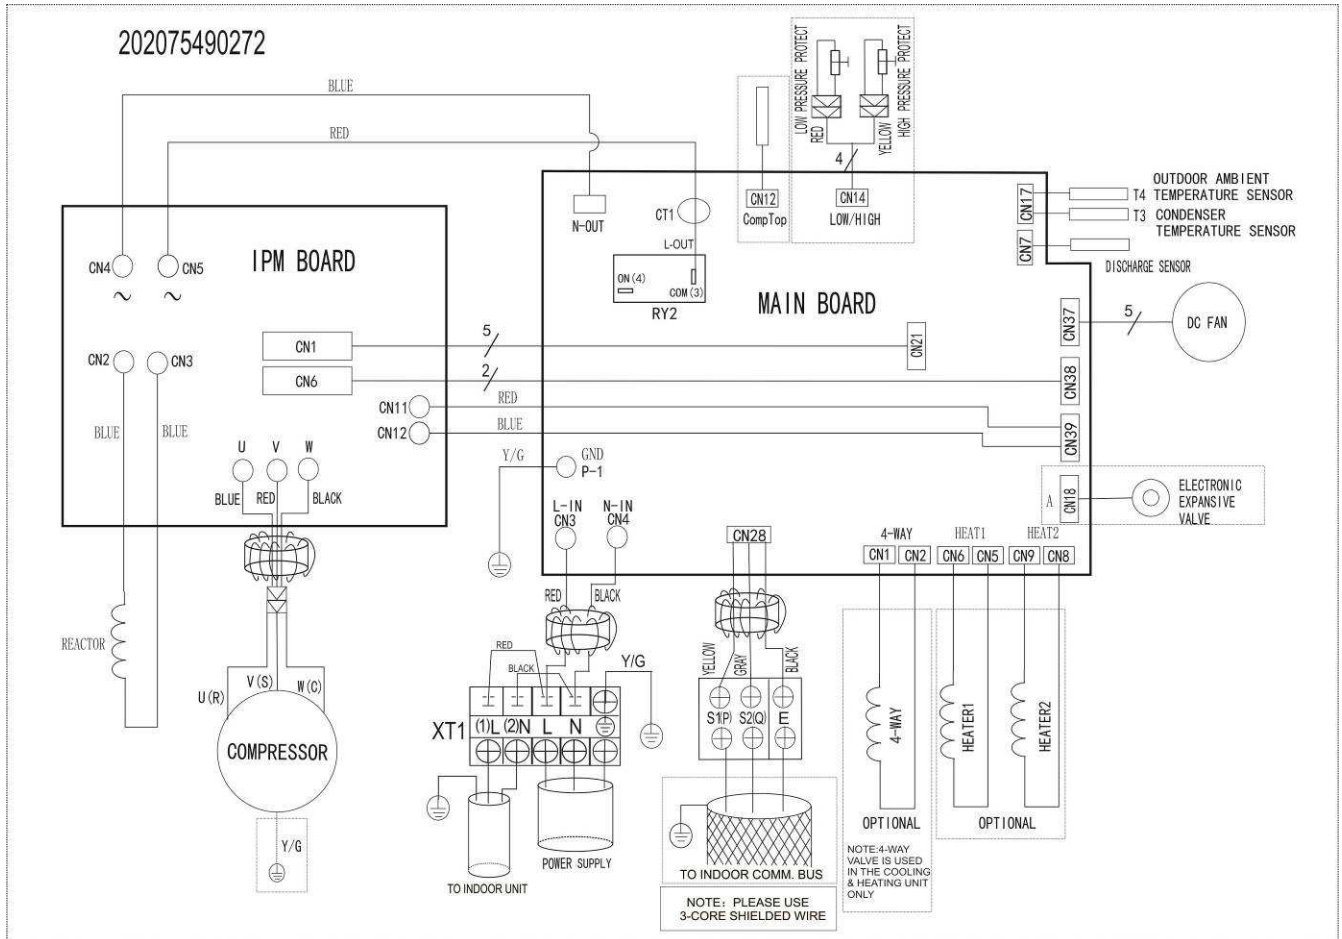 202075490272
BLUE
RED
LOW PRESSURE PROTECT
RED
YELLOW
HIGH PRESSURE PROTECT
4
CN12
CompTop
CN14
LOW/HIGH
CN17
CN7
T4
OUTDOOR AMBIENT
TEMPERATURE SENSOR
T3
CONDENSER
TEMPERATURE SENSOR
DISCHARGE SENSOR
N-OUT
CT1
L-OUT
ON(4)
COM(3)
RY2
MAIN BOARD
IPM BOARD
CN4
CN5
~
~
CN2
CN3
CN1
5
CN21
CN6
2
CN37
5
DC FAN
CN38
CN11
RED
CN12
BLUE
CN39
BLUE
BLUE
U
V
W
BLUE
RED
BLACK
Y/G
GND
P-1
L-IN
CN3
N-IN
CN4
CN28
A
CN18
ELECTRONIC
EXPANSIVE
VALVE
4-WAY
HEAT1
HEAT2
CN1
CN2
CN6
CN5
CN9
CN8
RED
BLACK
REACTOR
U(R)
V(S)
W(C)
COMPRESSOR
Y/G
RED
BLACK
Y/G
XT1
(1)L
(2)N
L
N
TO INDOOR UNIT
POWER SUPPLY
YELLOW
GRAY
BLACK
S1(P)
S2(Q)
E
TO INDOOR COMM. BUS
NOTE: PLEASE USE
3-CORE SHIELDED WIRE
4-WAY
OPTIONAL
NOTE:4-WAY
VALVE IS USED
IN THE COOLING
& HEATING UNIT
ONLY
HEATER1
HEATER2
OPTIONAL